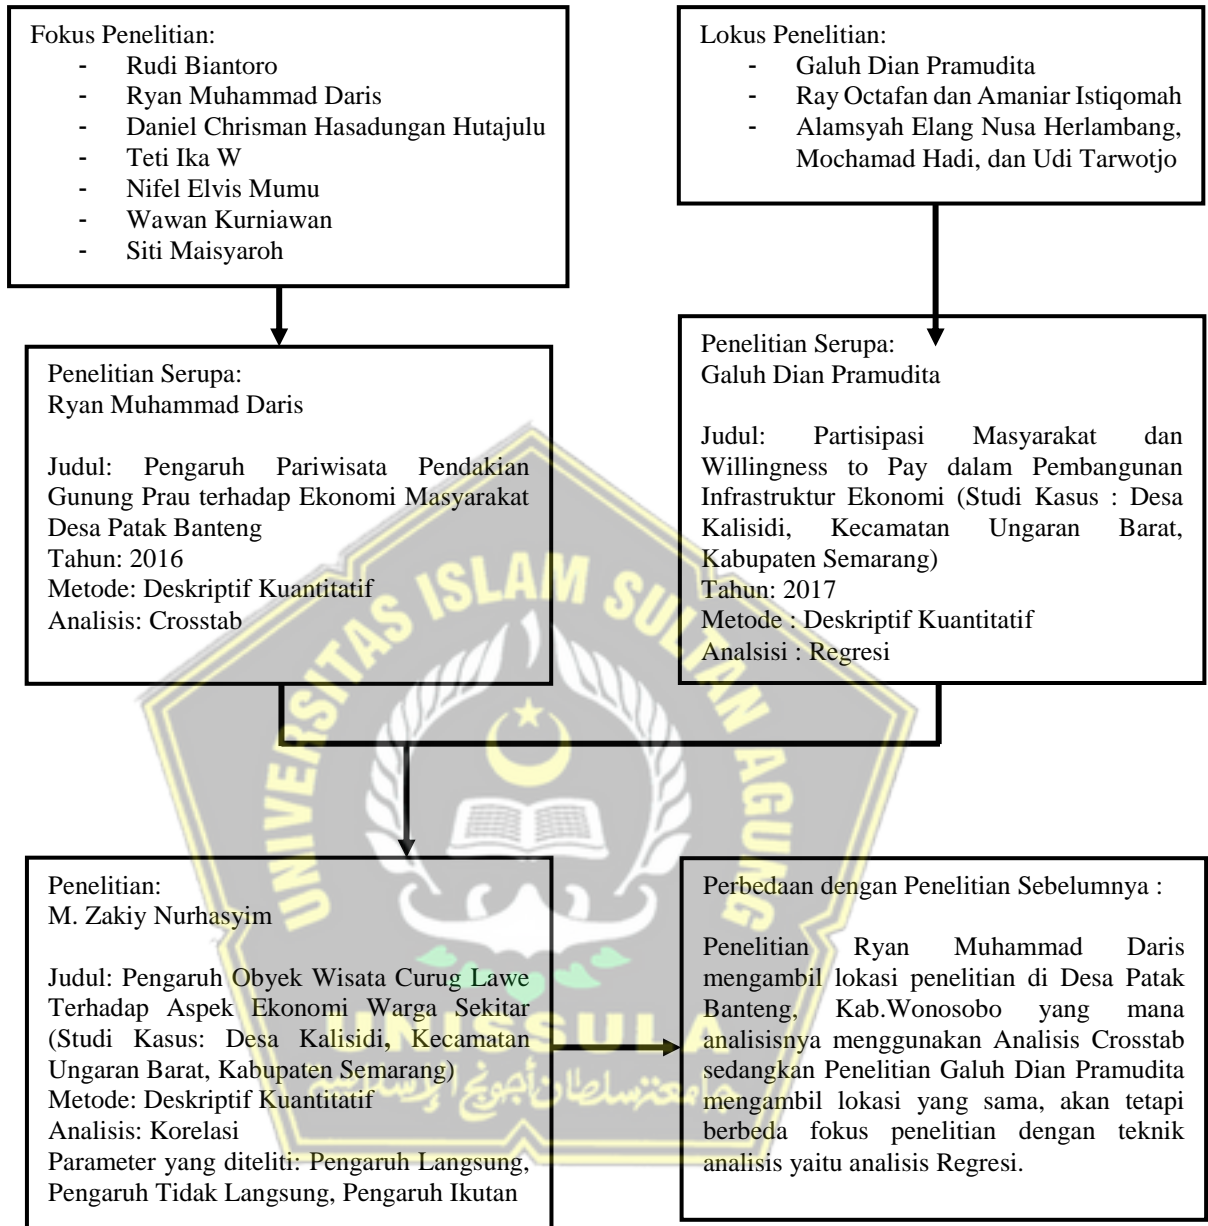 Fokus Penelitian:
- Rudi Biantoro
- Ryan Muhammad Daris
- Daniel Chrisman Hasadungan Hutajulu
- Teti Ika W
- Nifel Elvis Mumu
- Wawan Kurniawan
- Siti Maisyaroh
Lokus Penelitian:
- Galuh Dian Pramudita
- Ray Octafan dan Amaniar Istiqomah
- Alamsyah Elang Nusa Herlambang,
Mochamad Hadi, dan Udi Tarwotjo
Penelitian Serupa:
Ryan Muhammad Daris
Judul: Pengaruh Pariwisata Pendakian
Gunung Prau terhadap Ekonomi Masyarakat
Desa Patak Banteng
Tahun: 2016
Metode: Deskriptif Kuantitatif
Analisis: Crosstab
Penelitian Serupa:
Galuh Dian Pramudita
Judul: Partisipasi Masyarakat dan
Willingness to Pay dalam Pembangunan
Infrastruktur Ekonomi (Studi Kasus : Desa
Kalisidi, Kecamatan Ungaran Barat,
Kabupaten Semarang)
Tahun: 2017
Metode : Deskriptif Kuantitatif
Analsisi : Regresi
Penelitian:
M. Zakiy Nurhasyim
Judul: Pengaruh Obyek Wisata Curug Lawe
Terhadap Aspek Ekonomi Warga Sekitar
(Studi Kasus: Desa Kalisidi, Kecamatan
Ungaran Barat, Kabupaten Semarang)
Metode: Deskriptif Kuantitatif
Analisis: Korelasi
Parameter yang diteliti: Pengaruh Langsung,
Pengaruh Tidak Langsung, Pengaruh Ikutan
Perbedaan dengan Penelitian Sebelumnya :
Penelitian Ryan Muhammad Daris
mengambil lokasi penelitian di Desa Patak
Banteng, Kab.Wonosobo yang mana
analisisnya menggunakan Analisis Crosstab
sedangkan Penelitian Galuh Dian Pramudita
mengambil lokasi yang sama, akan tetapi
berbeda fokus penelitian dengan teknik
analisis yaitu analisis Regresi.
UNIVERSITAS ISLAM SULTAN AGUNG
UNISSULA
جامعتنسلطان أجونج الإسلامية